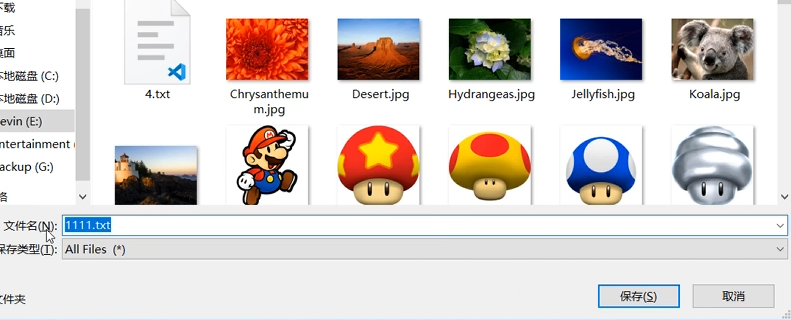 下载
音乐
桌面
本地磁盘 (C:)
本地磁盘 (D:)
evin (E:)
ntertainment (
ackup (G:)
络
4.txt
Chrysanthemu
m.jpg
Desert.jpg
Hydrangeas.jpg
Jellyfish.jpg
Koala.jpg
文件名(N):
1111.txt
保存类型(T):
All Files (*)
文件夹
保存(S)
取消